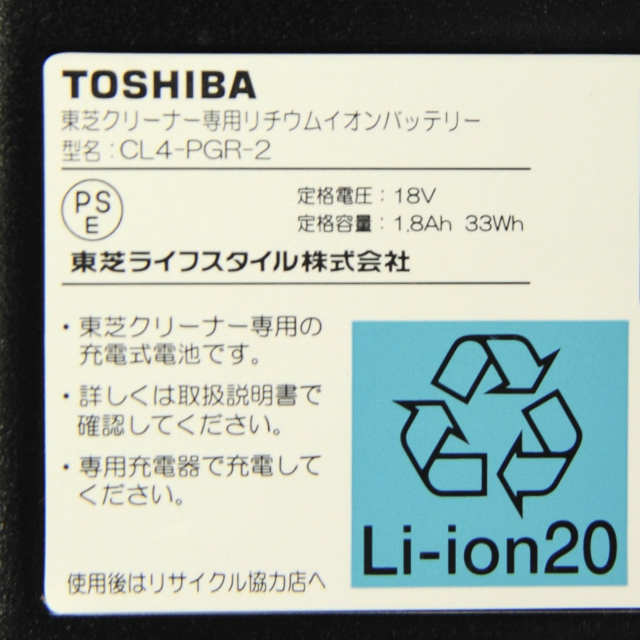 TOSHIBA
東芝クリーナー専用リチウムイオンバッテリー
型名：CL4-PGR-2
PS
E
定格電圧：18V
定格容量：1.8Ah 33Wh
東芝ライフスタイル株式会社
・東芝クリーナー専用の
充電式電池です。
・詳しくは取扱説明書で
確認してください。
・専用充電器で充電して
ください。
使用後はリサイクル協力店へ
Li-ion20